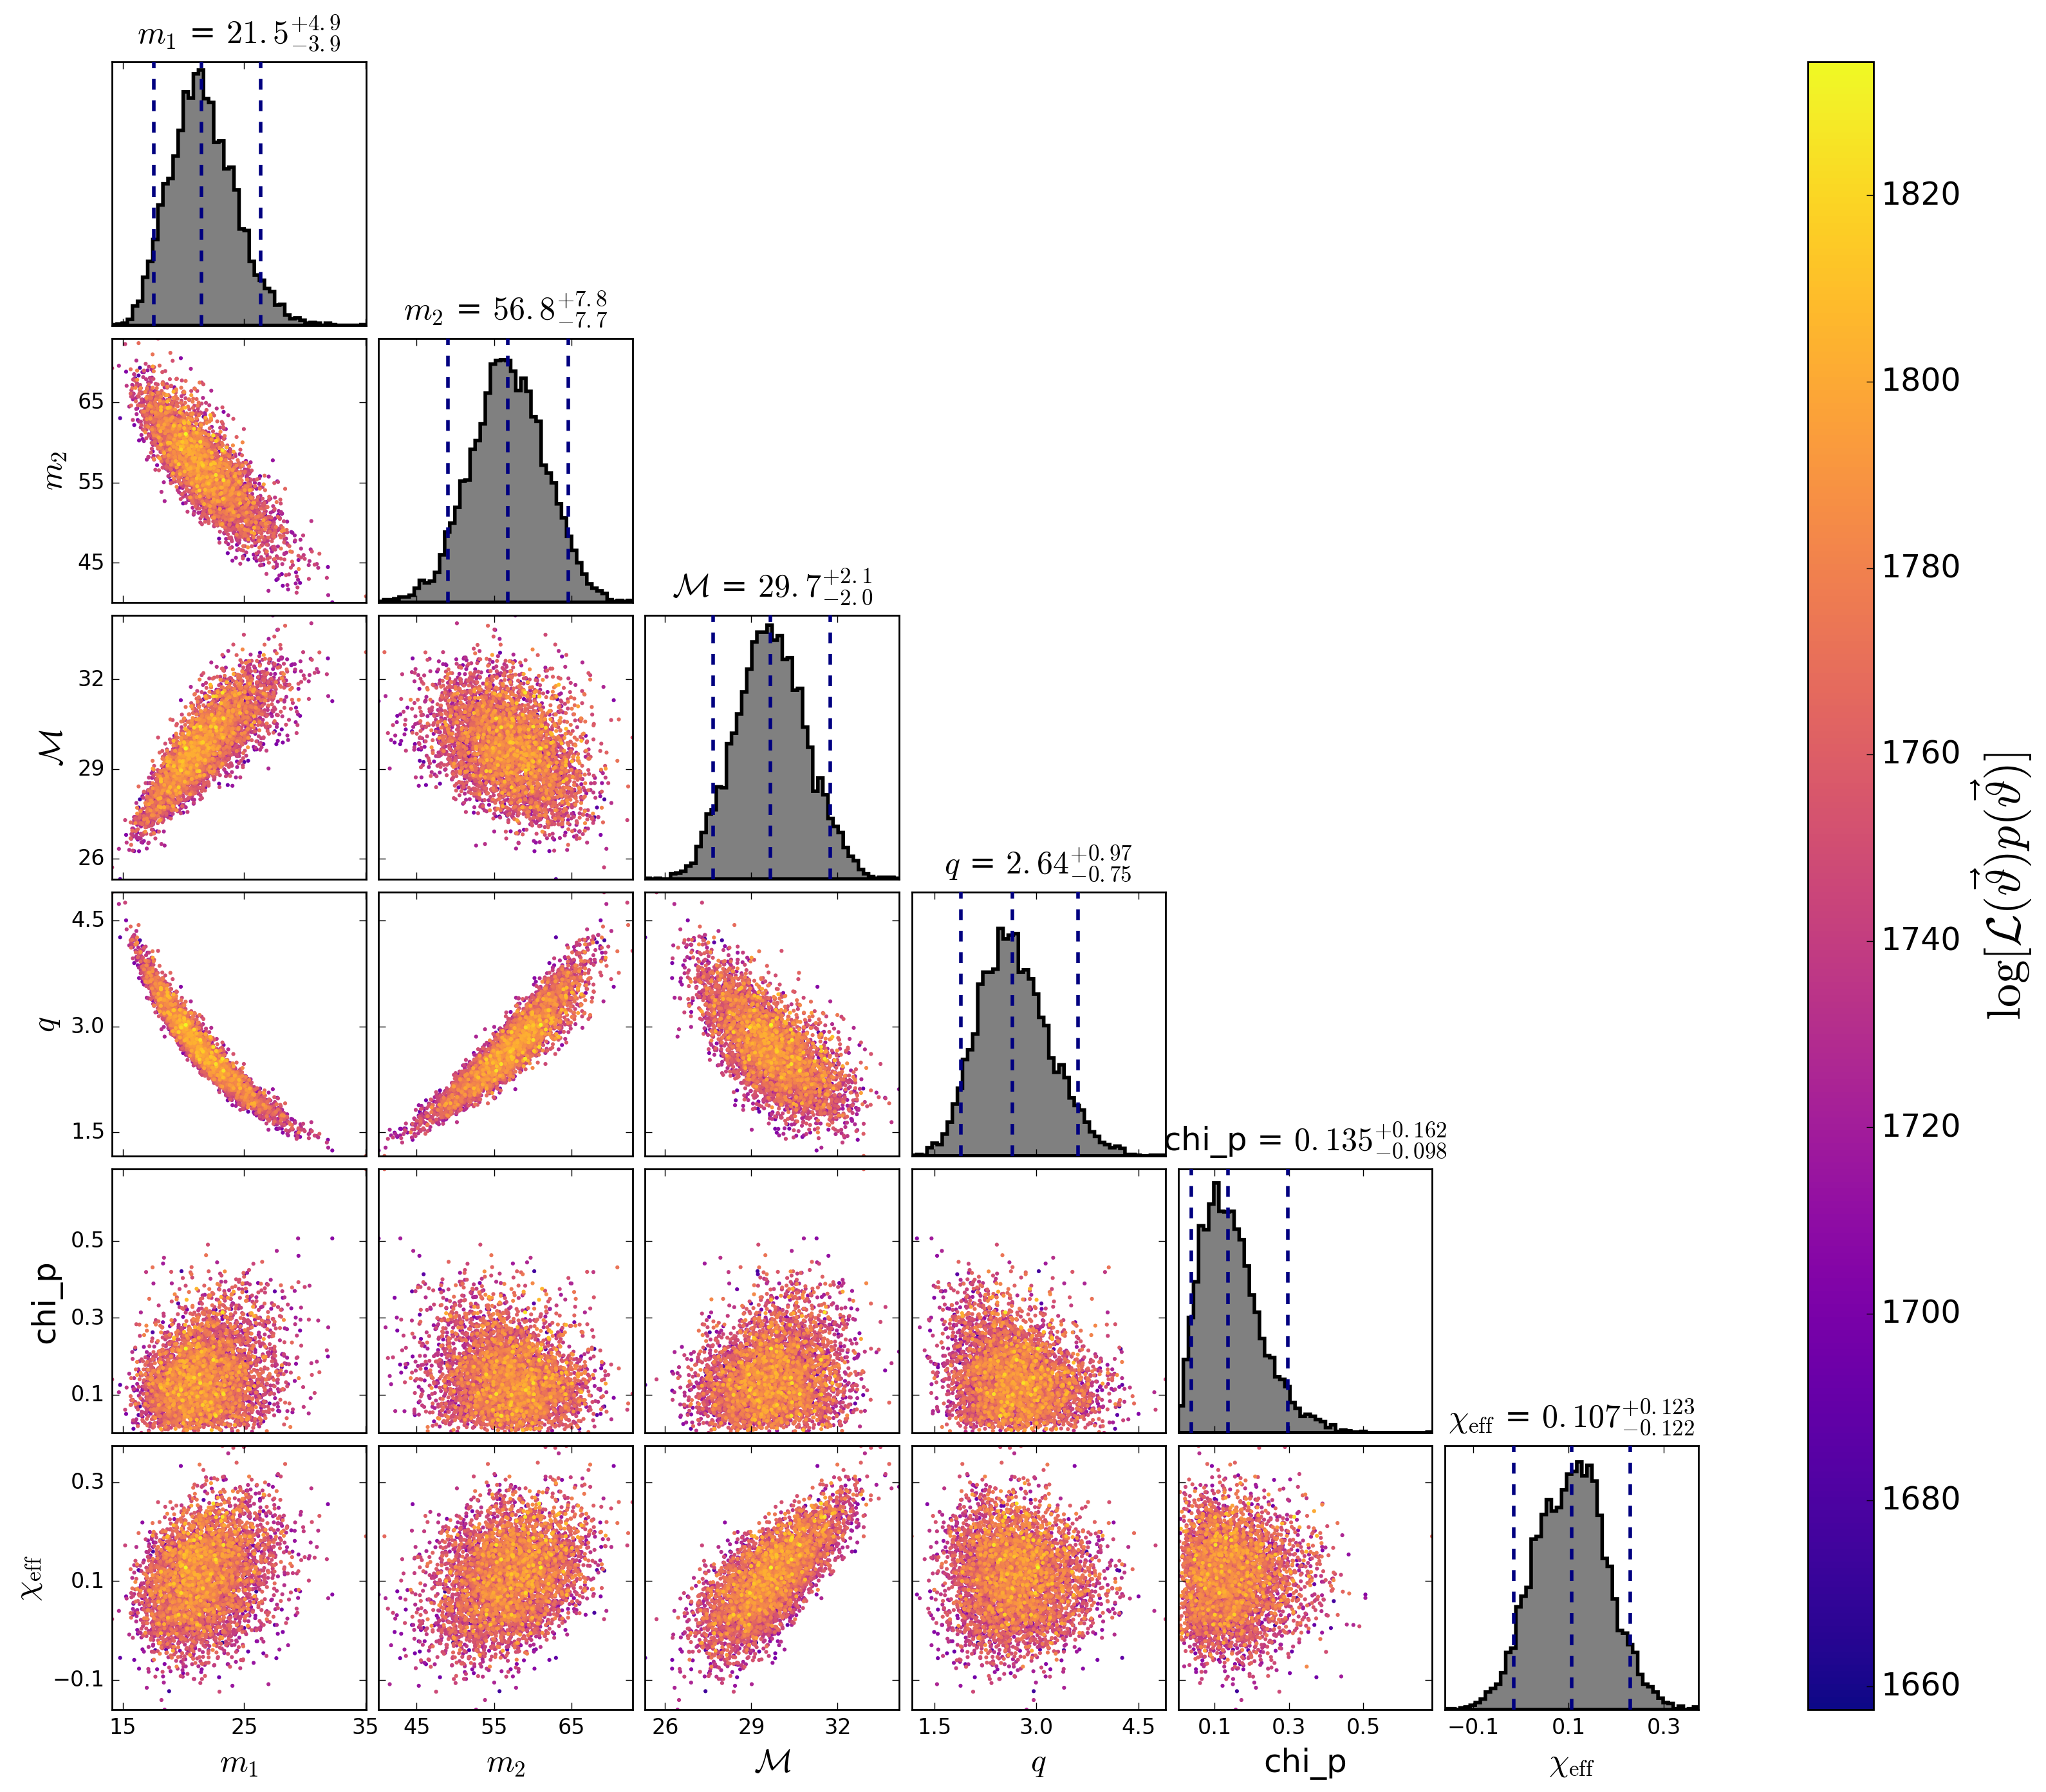 m₁ = 21.5 +4.9 −3.9
m₂ = 56.8 +7.8 −7.7
65
55
45
m₂
ℳ = 29.7 +2.1 −2.0
32
29
26
ℳ
q = 2.64 +0.97 −0.75
4.5
3.0
1.5
q
chi_p = 0.135 +0.162 −0.098
0.5
0.3
0.1
chi_p
χeff = 0.107 +0.123 −0.122
0.3
0.1
−0.1
χeff
15 25 35
45 55 65
26 29 32
1.5 3.0 4.5
0.1 0.3 0.5
−0.1 0.1 0.3
m₁ m₂ ℳ q chi_p χeff
1820
1800
1780
1760
1740
1720
1700
1680
1660
log[ℒ(ϑ⃗)p(ϑ⃗)]